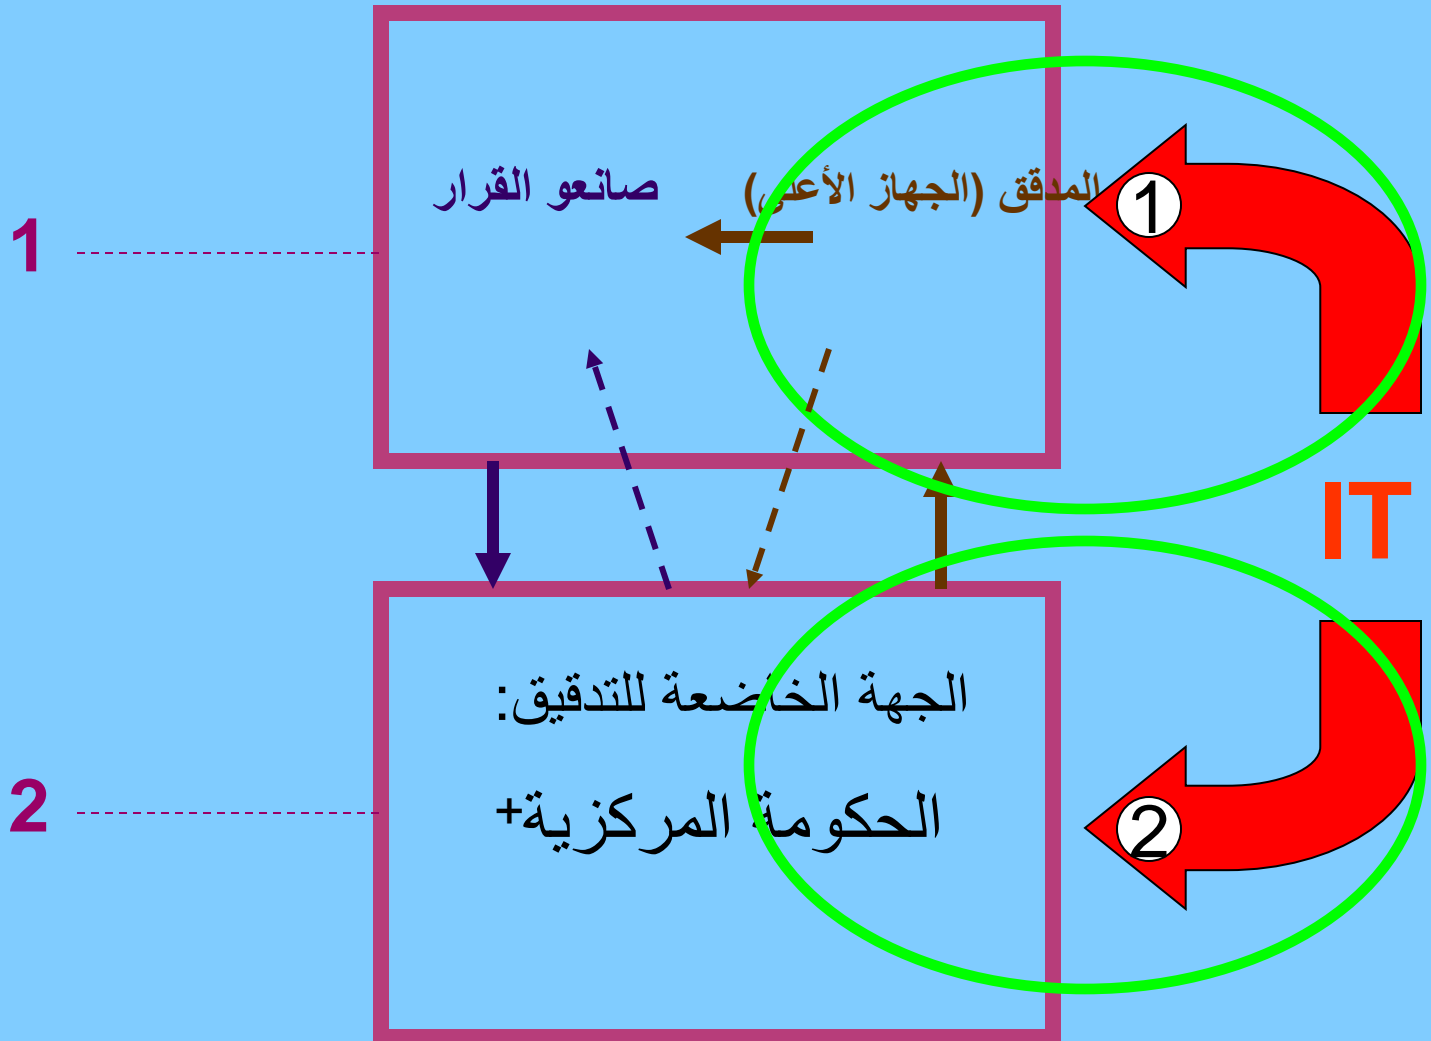 المدقق (الجهاز الأعلى)
صانعو القرار
1
1
IT
الجهة الخاضعة للتدقيق:
الحكومة المركزية+
2
2